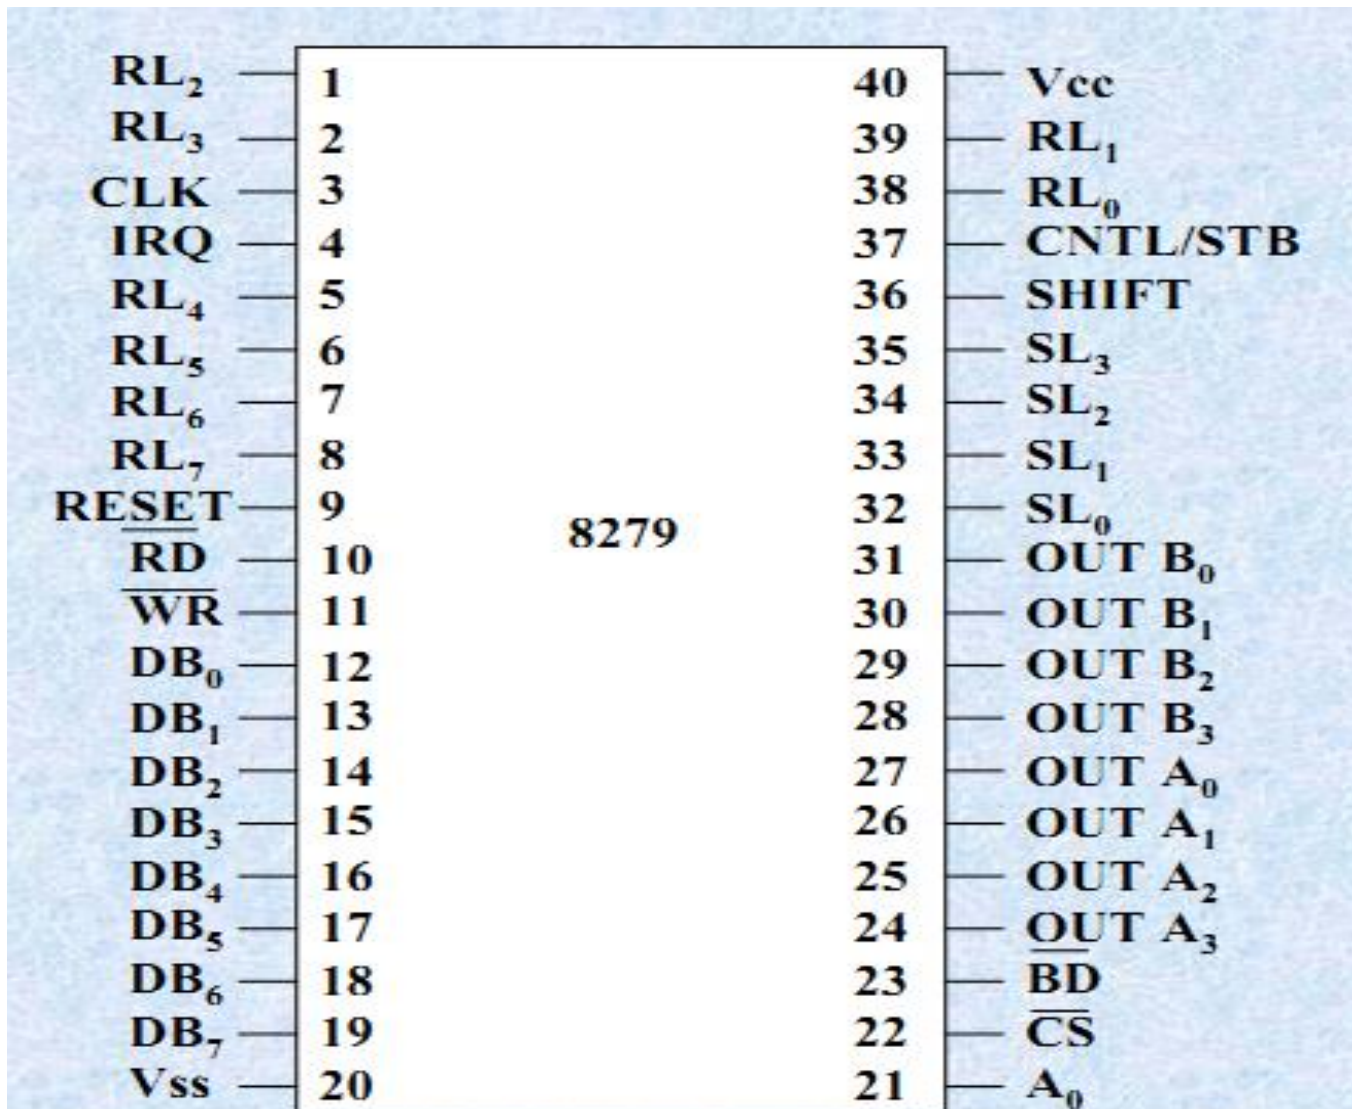 RL₂ 1 40 Vcc
RL₃ 2 39 RL₁
CLK 3 38 RL₀
IRQ 4 37 CNTL/STB
RL₄ 5 36 SHIFT
RL₅ 6 35 SL₃
RL₆ 7 34 SL₂
RL₇ 8 33 SL₁
RESET 9 32 SL₀
8279
R̅D̅ 10 31 OUT B₀
W̅R̅ 11 30 OUT B₁
DB₀ 12 29 OUT B₂
DB₁ 13 28 OUT B₃
DB₂ 14 27 OUT A₀
DB₃ 15 26 OUT A₁
DB₄ 16 25 OUT A₂
DB₅ 17 24 OUT A₃
DB₆ 18 23 B̅D̅
DB₇ 19 22 C̅S̅
Vss 20 21 A₀